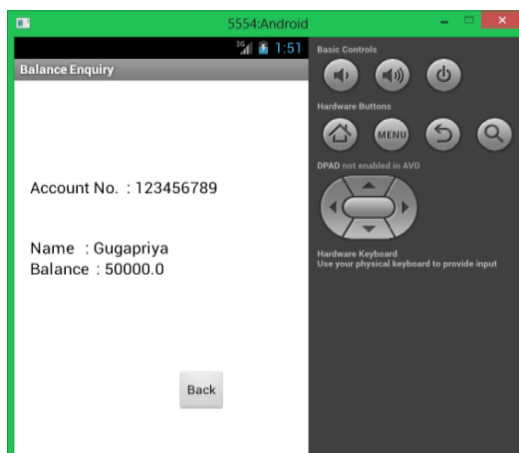 5554:Android
3G 1:51
Balance Enquiry
Account No. : 123456789
Name : Gugapriya
Balance : 50000.0
Back
Basic Controls
Hardware Buttons
MENU
DPAD not enabled in AVD
Hardware Keyboard
Use your physical keyboard to provide input